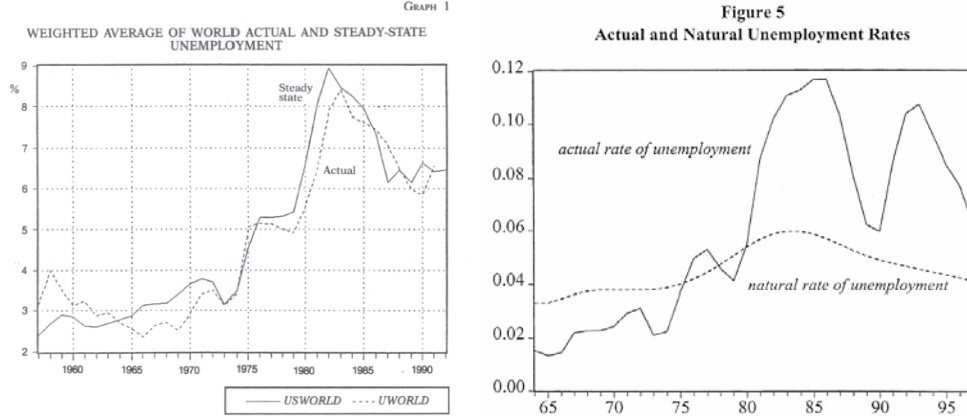 GRAPH 1
WEIGHTED AVERAGE OF WORLD ACTUAL AND STEADY-STATE
UNEMPLOYMENT
9
%
8
7
6
5
4
3
2
Steady
state
Actual
1960 1965 1970 1975 1980 1985 1990
USWORLD UWORLD
Figure 5
Actual and Natural Unemployment Rates
0.12
0.10
0.08
0.06
0.04
0.02
0.00
actual rate of unemployment
natural rate of unemployment
65 70 75 80 85 90 95